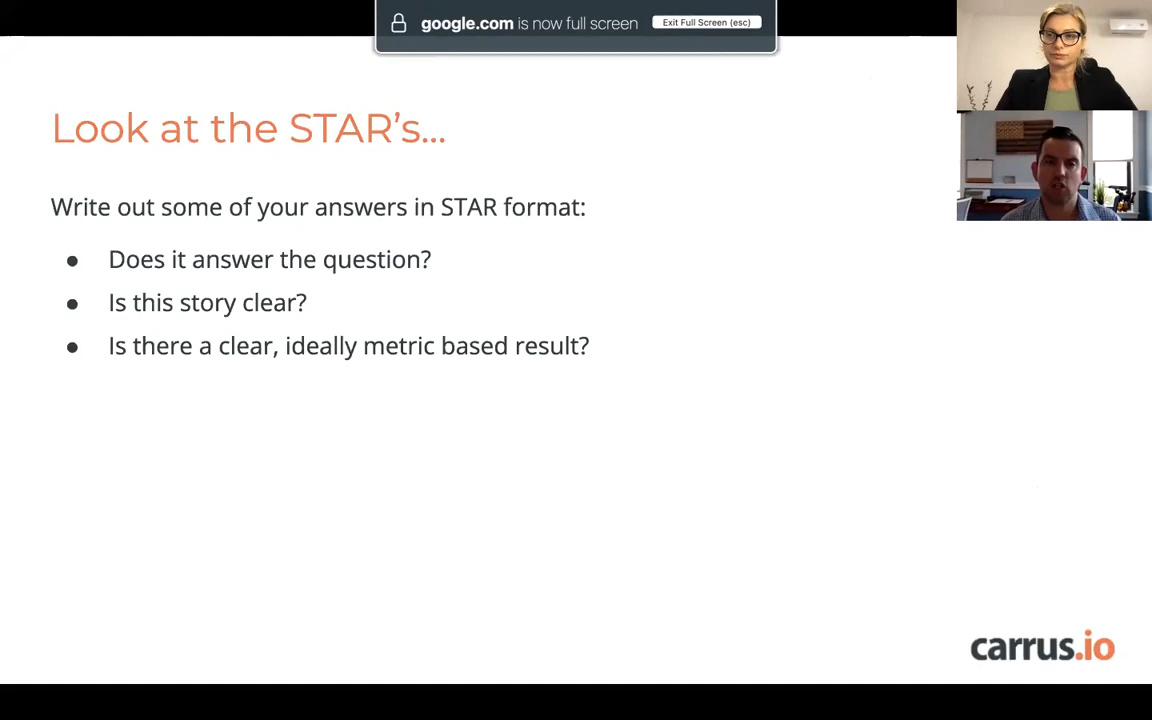 google.com is now full screen Exit Full Screen (esc)
Look at the STAR’s...
Write out some of your answers in STAR format:
● Does it answer the question?
● Is this story clear?
● Is there a clear, ideally metric based result?
carrus.io